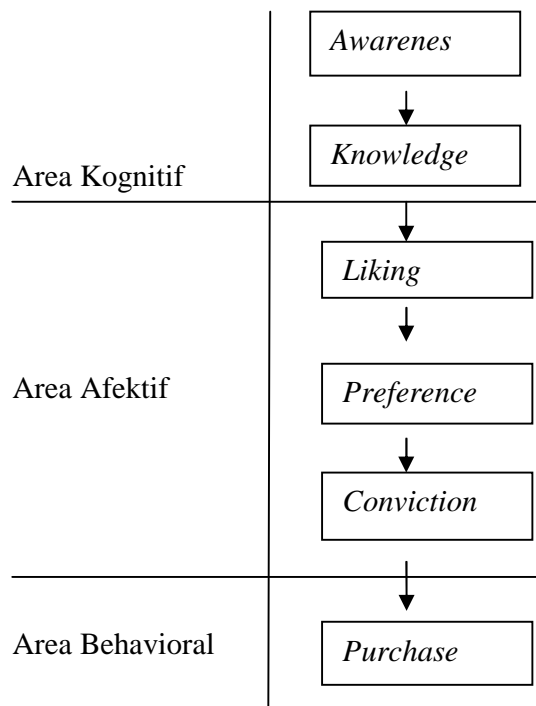 Awarenes
Knowledge
Area Kognitif
Liking
Area Afektif
Preference
Conviction
Area Behavioral
Purchase